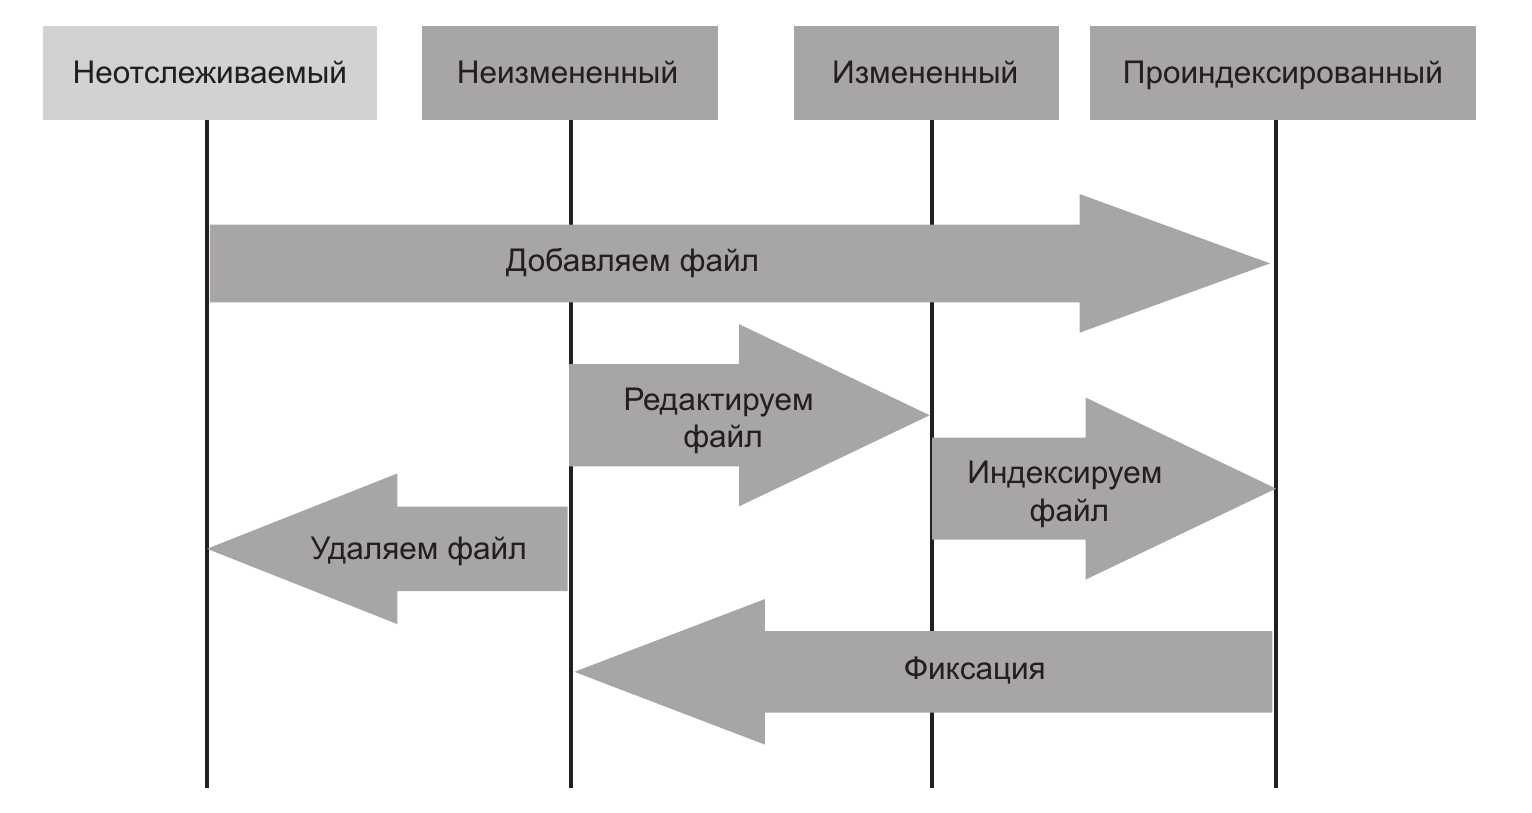 Неотслеживаемый
Неизмененный
Измененный
Проиндексированный
Добавляем файл
Редактируем
файл
Индексируем
файл
Удаляем файл
Фиксация